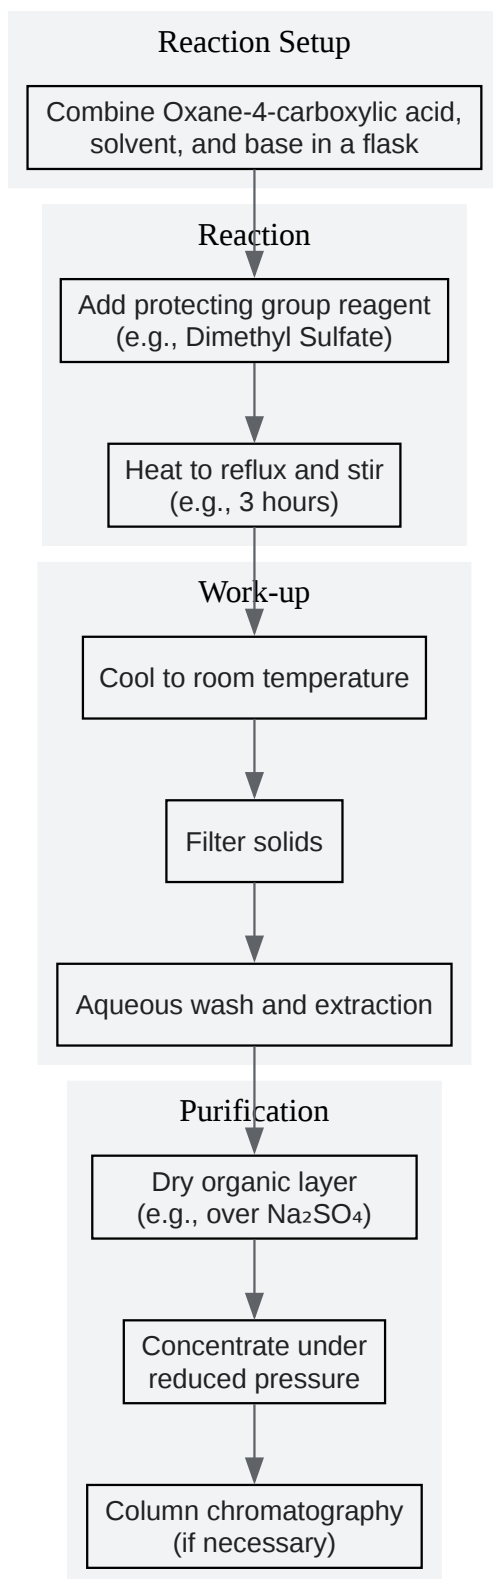 Reaction Setup
Combine Oxane-4-carboxylic acid,
solvent, and base in a flask
Reaction
Add protecting group reagent
(e.g., Dimethyl Sulfate)
Heat to reflux and stir
(e.g., 3 hours)
Work-up
Cool to room temperature
Filter solids
Aqueous wash and extraction
Purification
Dry organic layer
(e.g., over Na₂SO₄)
Concentrate under
reduced pressure
Column chromatography
(if necessary)